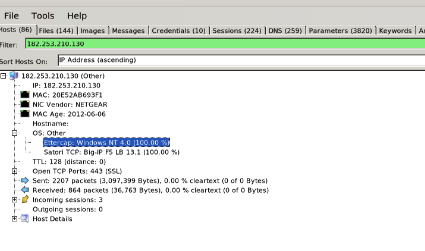 File Tools Help
Hosts (86) Files (144) Images Messages Credentials (10) Sessions (224) DNS (259) Parameters (3820) Keywords
Filter: 182.253.210.130
Sort Hosts On: IP Address (ascending)
182.253.210.130 (Other)
IP: 182.253.210.130
MAC: 20E52AB693F1
NIC Vendor: NETGEAR
MAC Age: 2012-06-06
Hostname:
OS: Other
Ettercap: Windows NT 4.0 (100.00 %)
Satori TCP: Big-IP F5 LB 13.1 (100.00 %)
TTL: 128 (distance: 0)
Open TCP Ports: 443 (SSL)
Sent: 2207 packets (3,097,399 Bytes), 0.00 % cleartext (0 of 0 Bytes)
Received: 864 packets (36,763 Bytes), 0.00 % cleartext (0 of 0 Bytes)
Incoming sessions: 3
Outgoing sessions: 0
Host Details